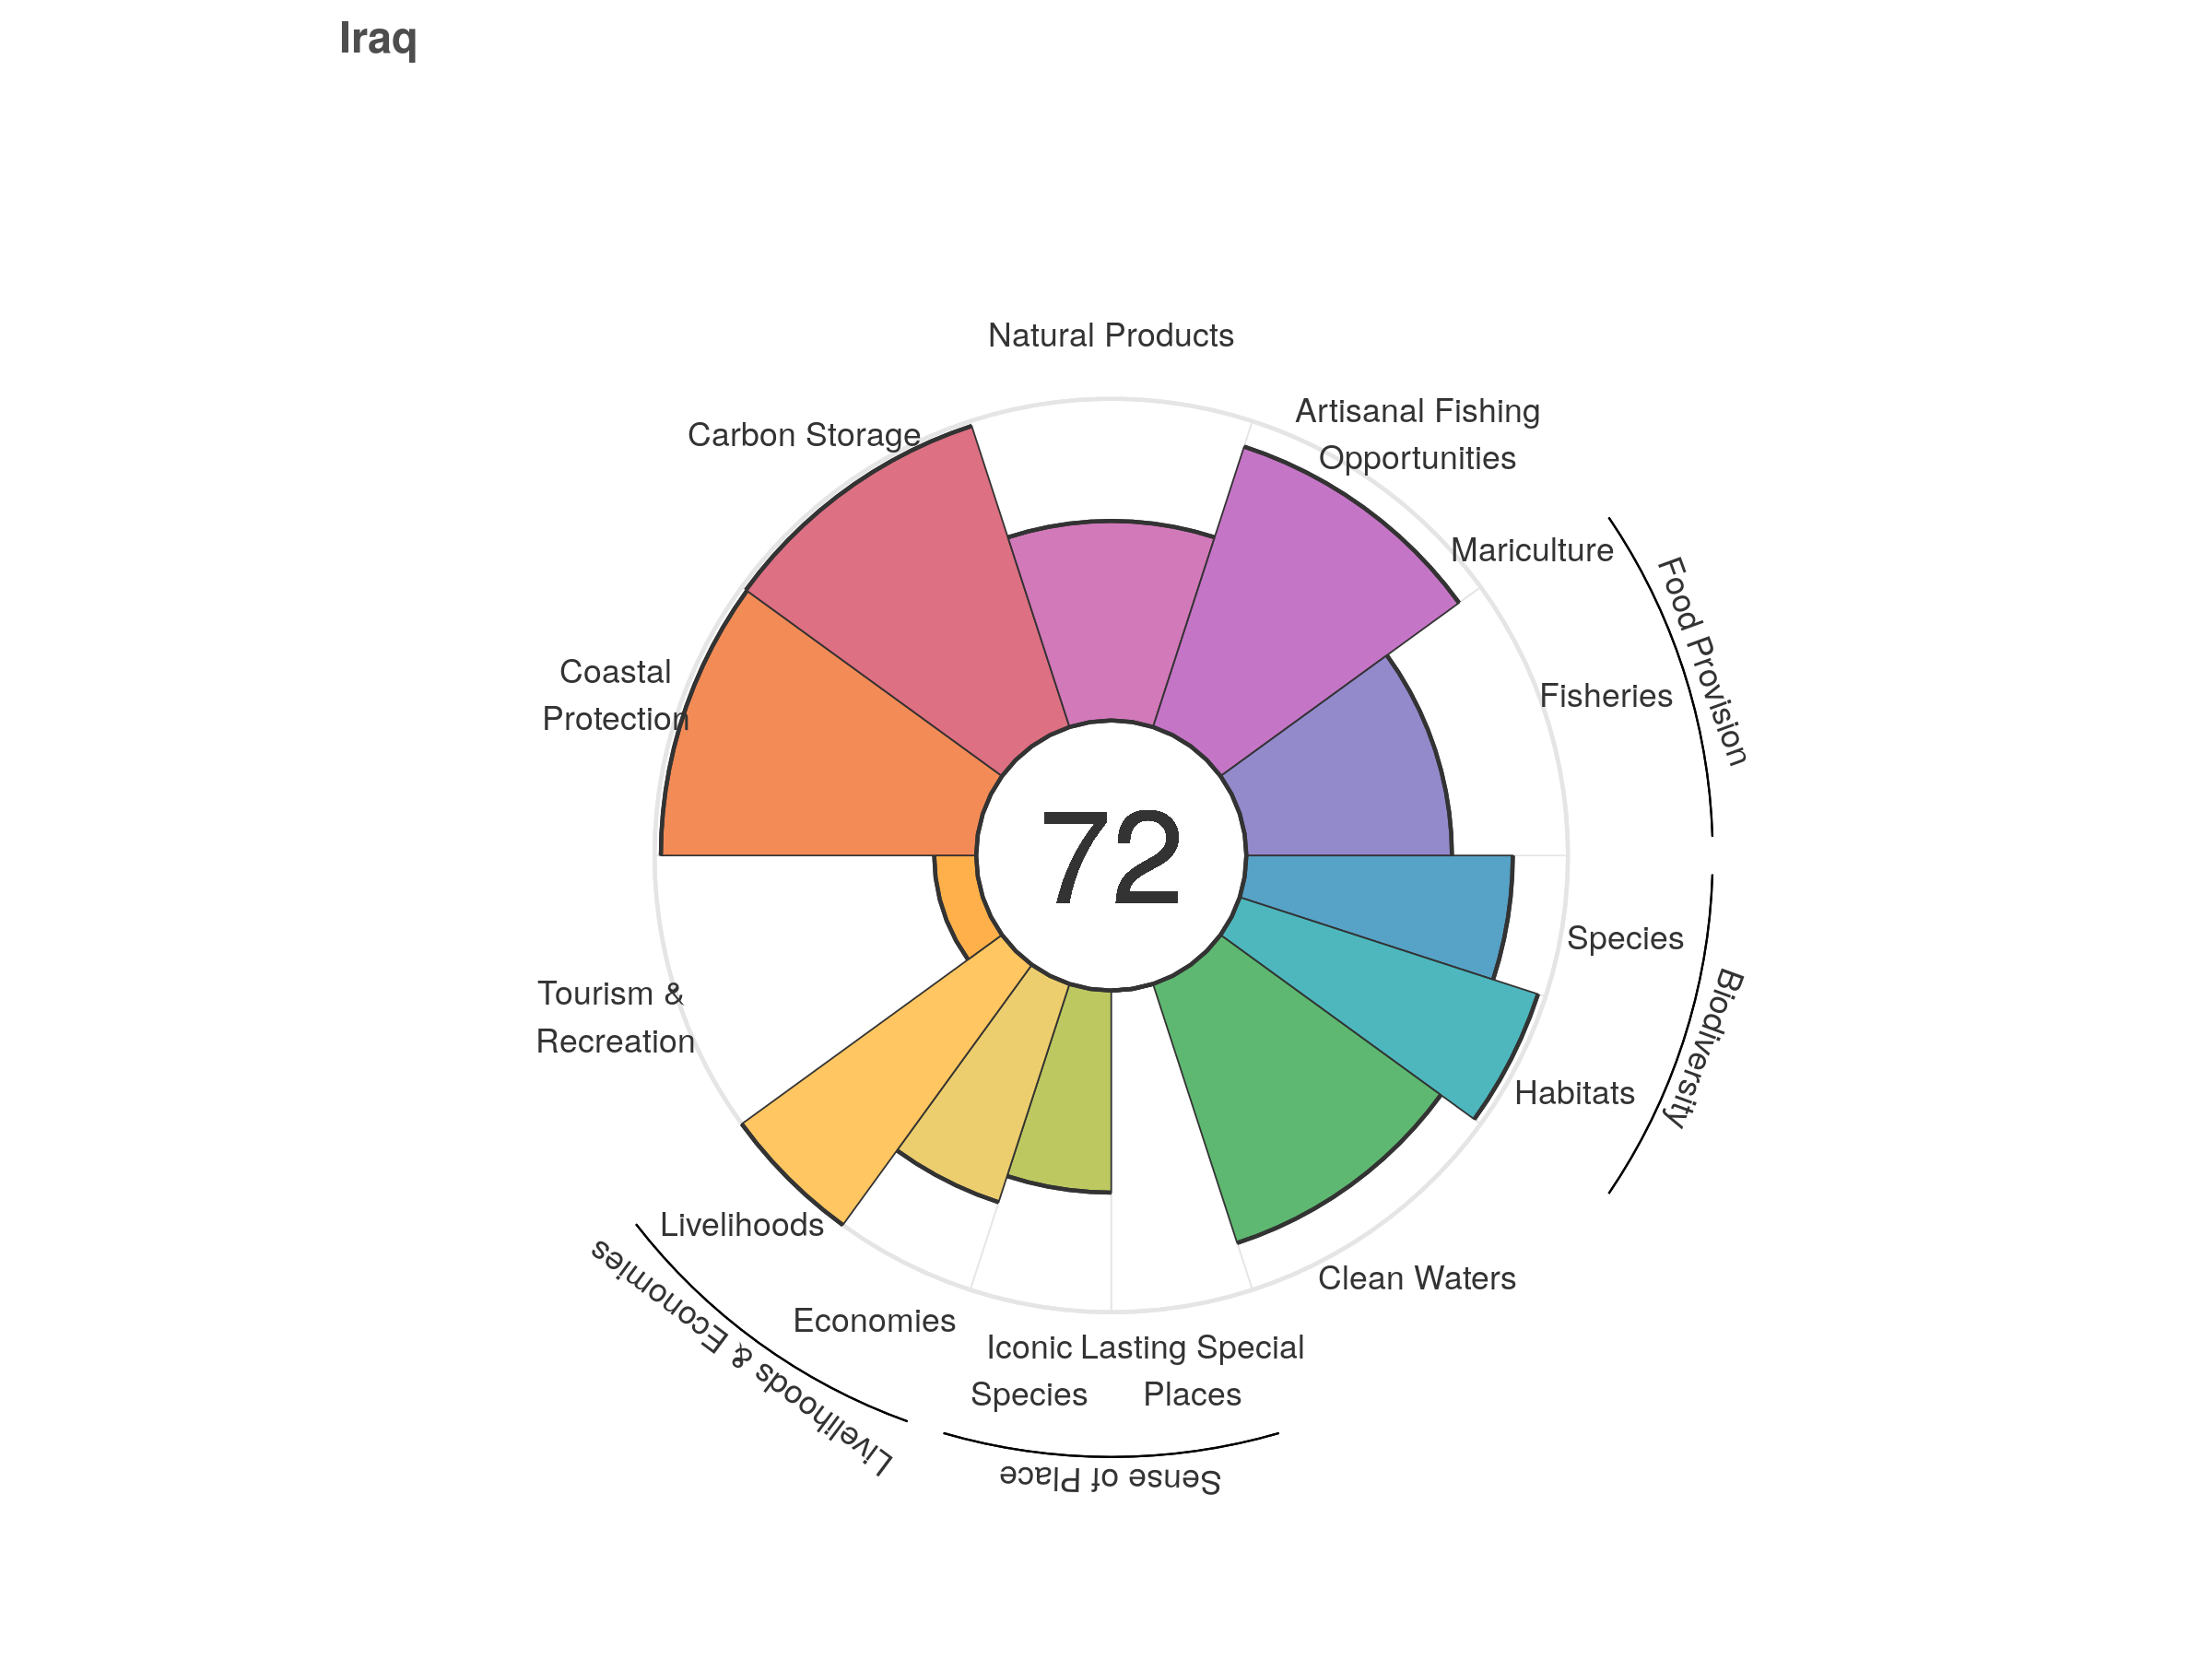 Iraq
Natural Products
Artisanal Fishing
Opportunities
Carbon Storage
Mariculture
Food Provision
Coastal
Protection
Fisheries
72
Species
Biodiversity
Tourism &
Recreation
Habitats
Livelihoods
Clean Waters
Economies
Livelihoods & Economies
Iconic
Species
Lasting Special
Places
Sense of Place